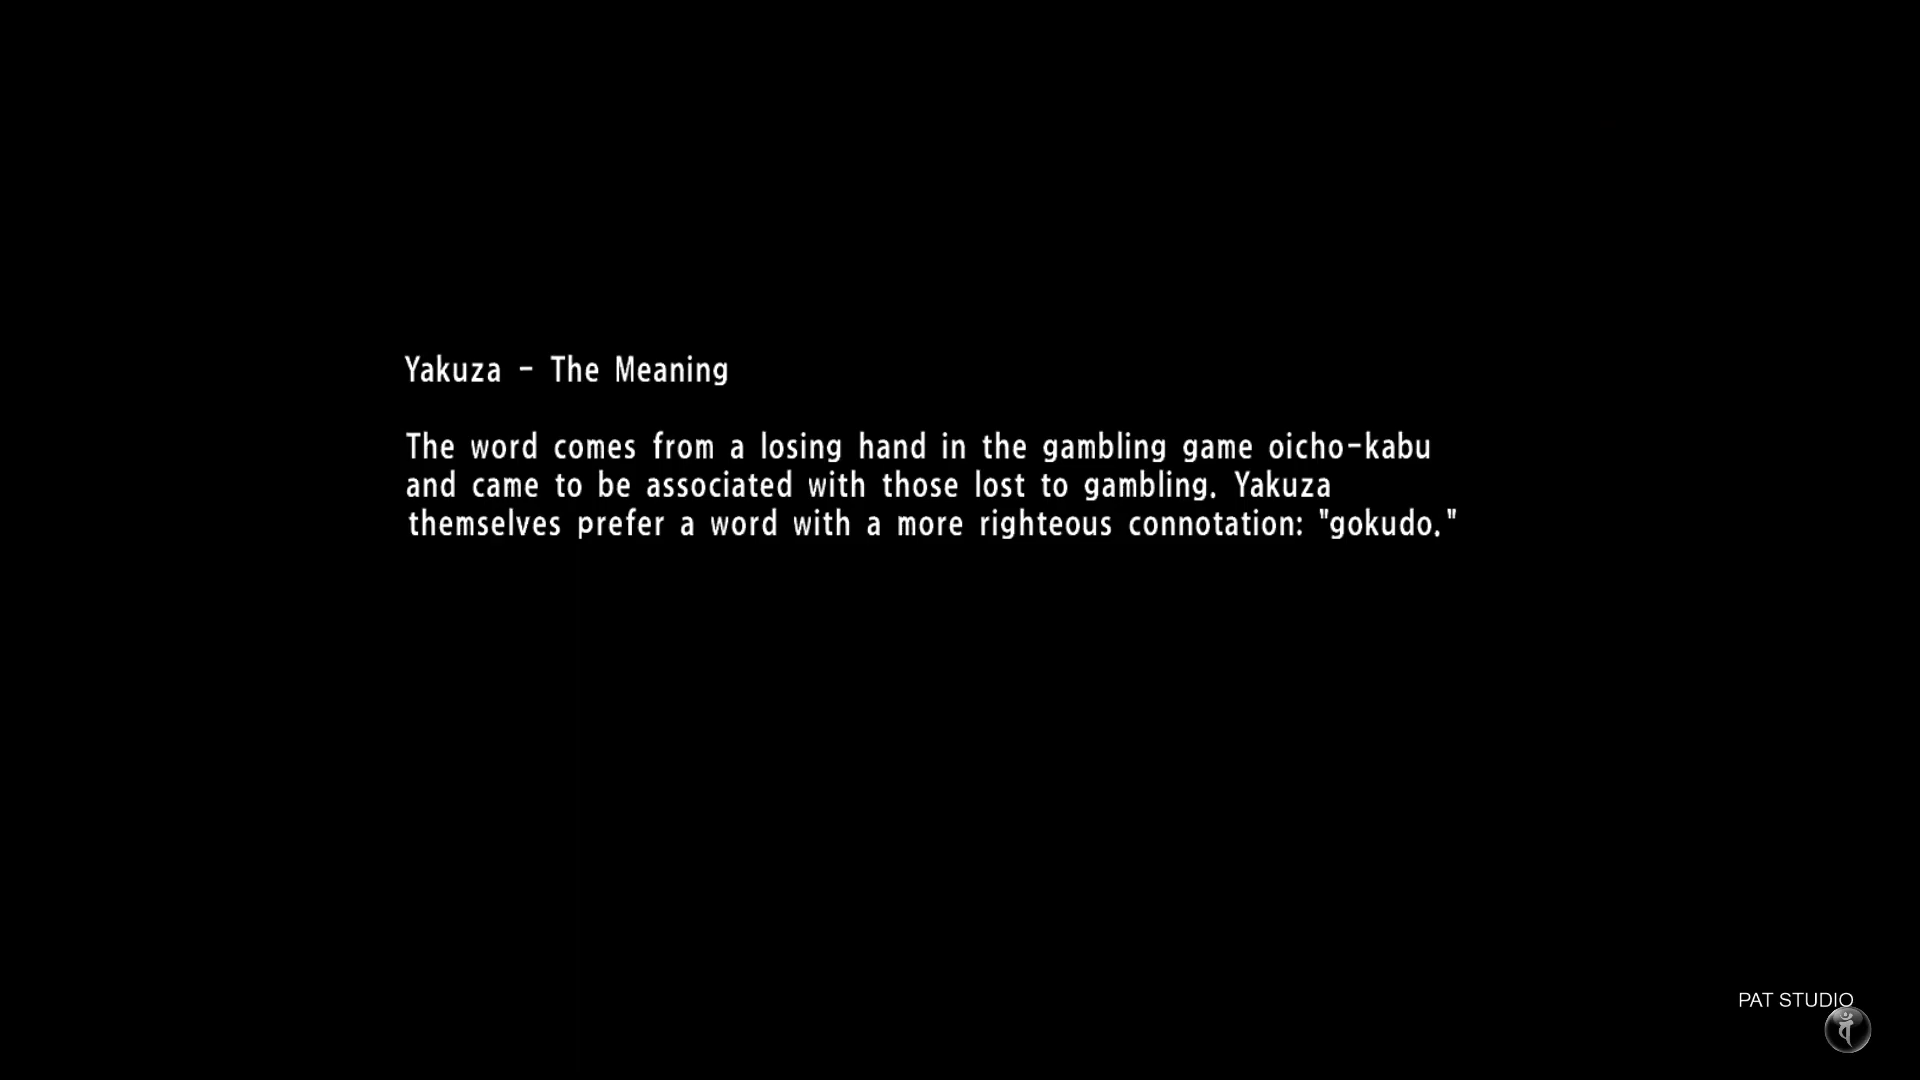 Yakuza - The Meaning
The word comes from a losing hand in the gambling game oicho-kabu
and came to be associated with those lost to gambling. Yakuza
themselves prefer a word with a more righteous connotation: "gokudo."
PAT STUDIO